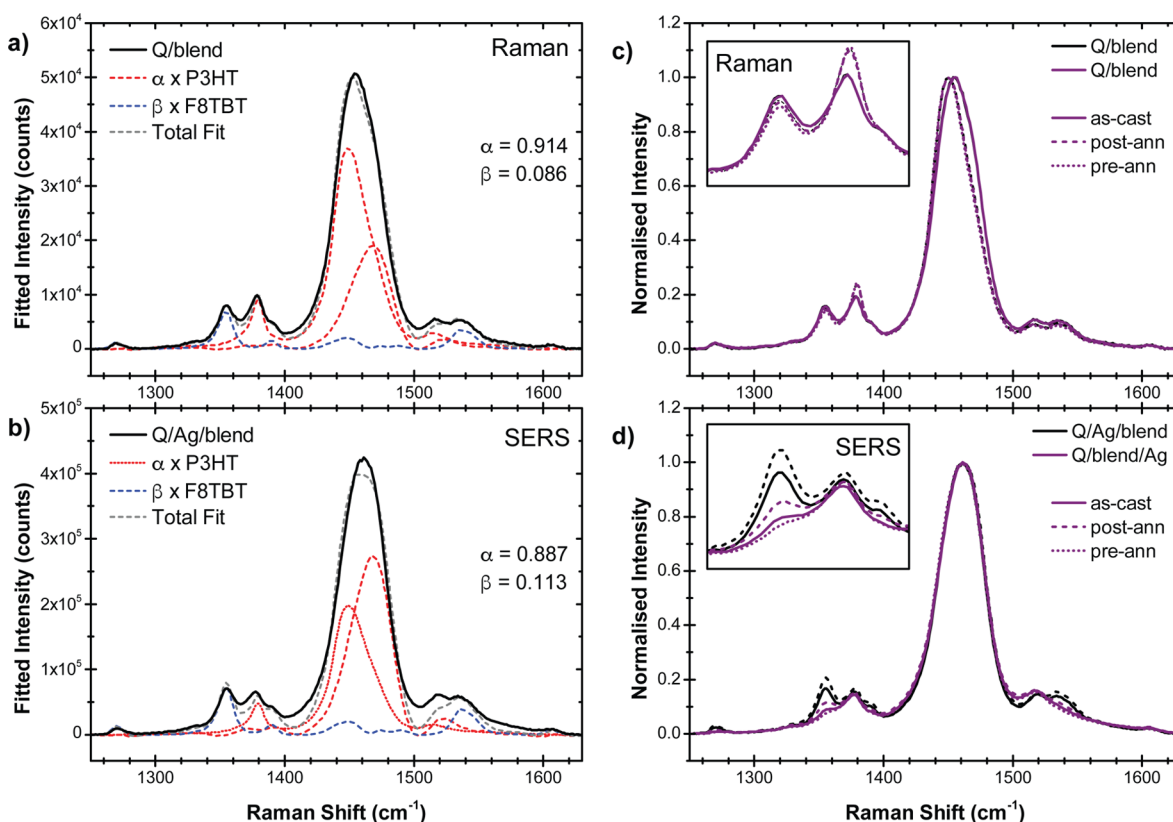 a)
Raman
Q/blend
α x P3HT
β x F8TBT
Total Fit
α = 0.914
β = 0.086
Fitted Intensity (counts)
6x10⁴
5x10⁴
4x10⁴
3x10⁴
2x10⁴
1x10⁴
0
1300
1400
1500
1600
b)
SERS
Q/Ag/blend
α x P3HT
β x F8TBT
Total Fit
α = 0.887
β = 0.113
Fitted Intensity (counts)
5x10⁵
4x10⁵
3x10⁵
2x10⁵
1x10⁵
0
1300
1400
1500
1600
Raman Shift (cm⁻¹)
c)
Raman
Q/blend
Q/blend
as-cast
post-ann
pre-ann
Normalised Intensity
1.2
1.0
0.8
0.6
0.4
0.2
0.0
1300
1400
1500
1600
d)
SERS
Q/Ag/blend
Q/blend/Ag
as-cast
post-ann
pre-ann
Normalised Intensity
1.2
1.0
0.8
0.6
0.4
0.2
0.0
1300
1400
1500
1600
Raman Shift (cm⁻¹)